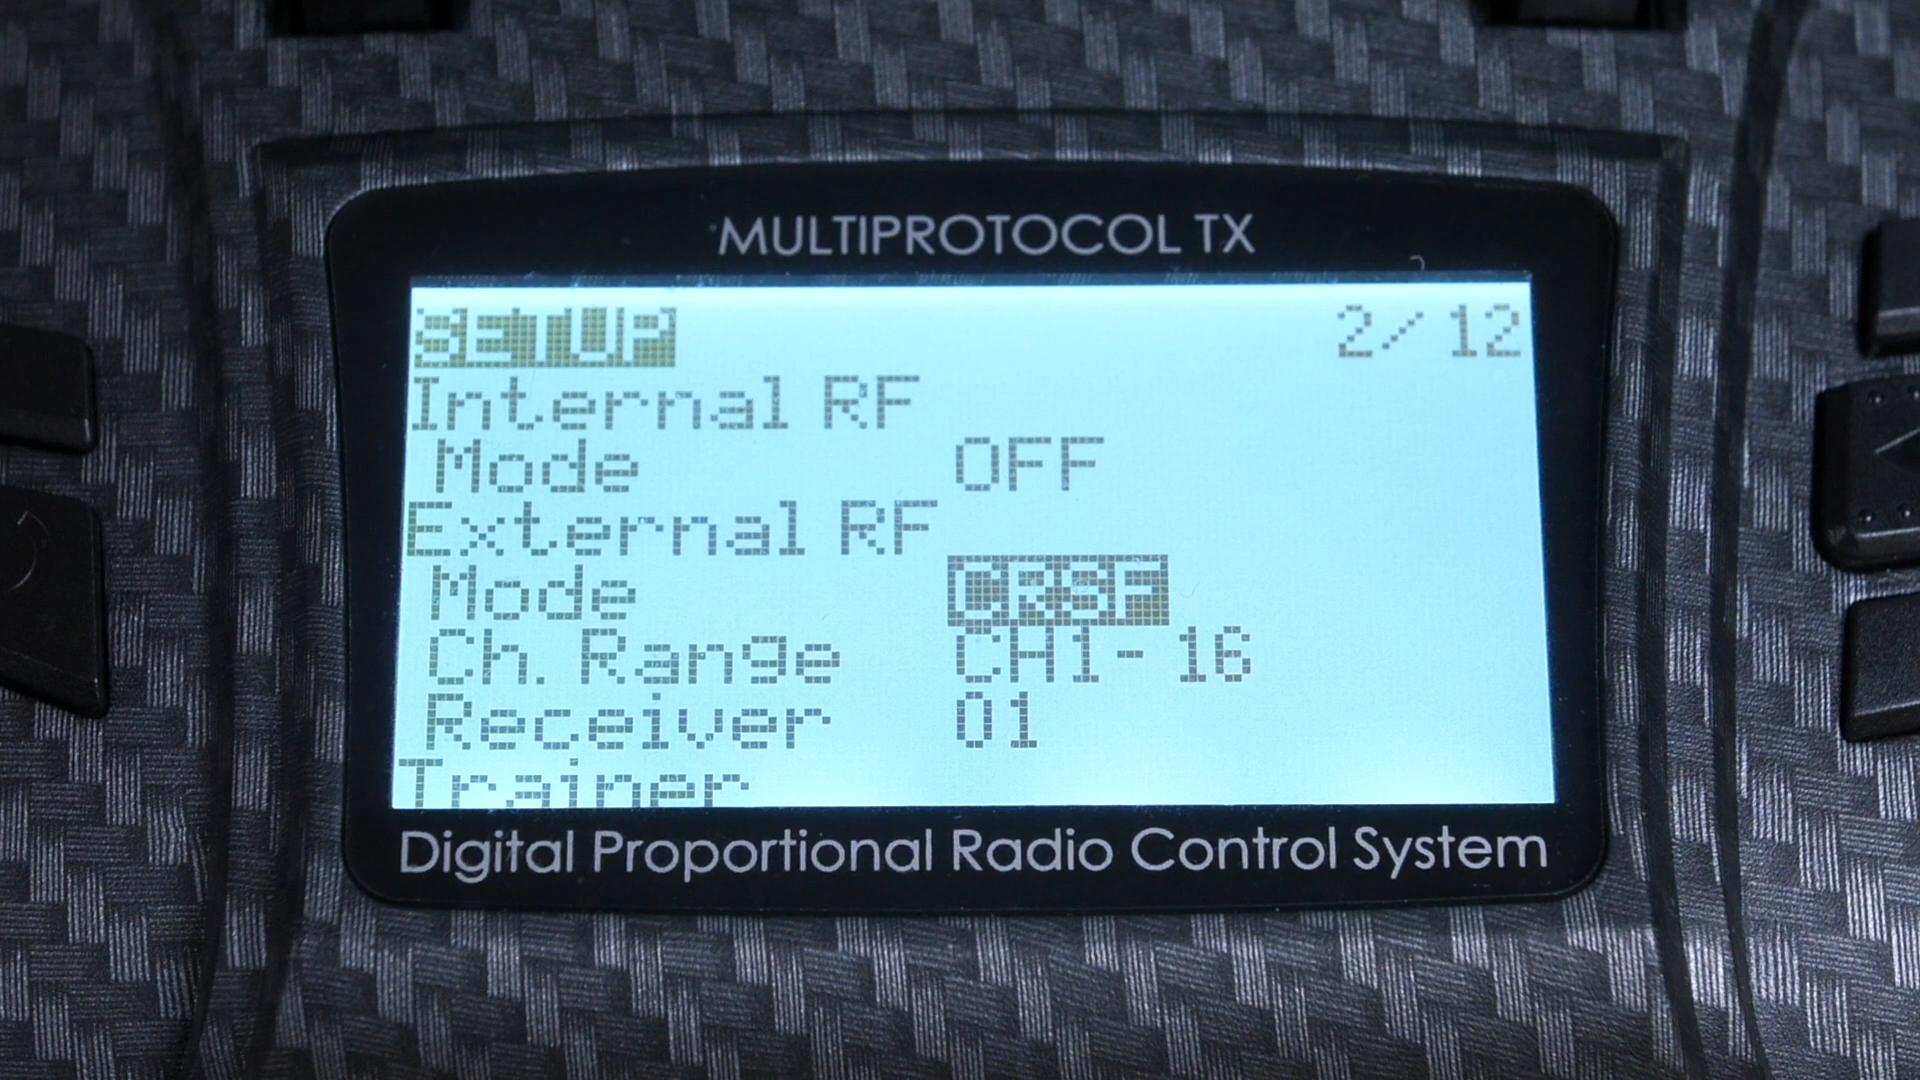 MULTIPROTOCOL TX
SETUP 2/12
Internal RF
Mode OFF
External RF
Mode CRSF
Ch. Range CH1-16
Receiver 01
Trainer
Digital Proportional Radio Control System